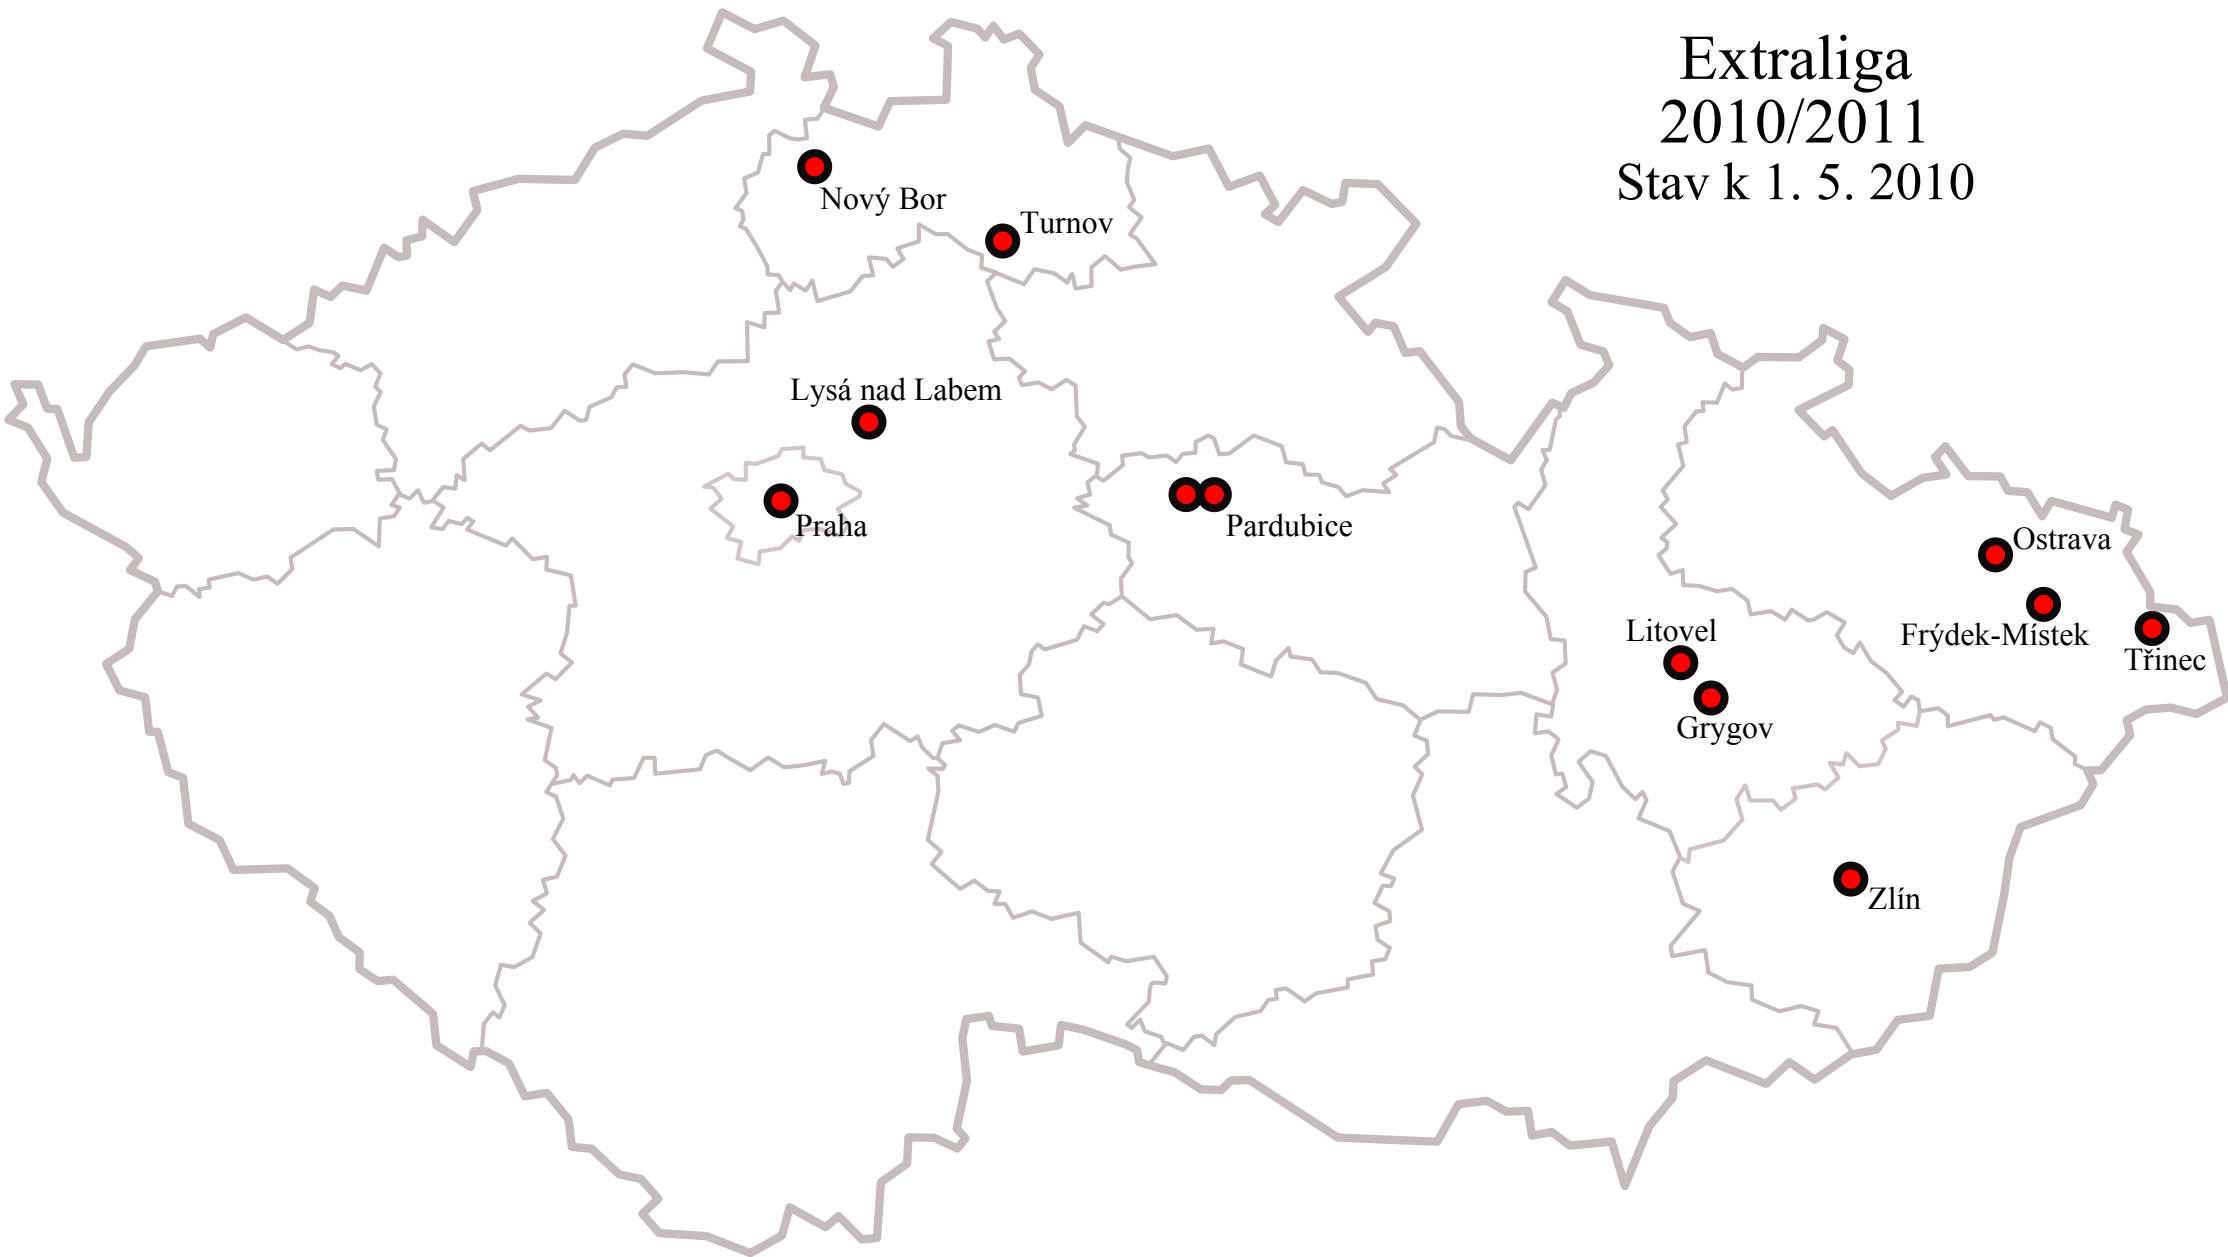 Extraliga
2010/2011
Stav k 1. 5. 2010
Nový Bor
Turnov
Lysá nad Labem
Praha
Pardubice
Ostrava
Frýdek-Místek
Třinec
Litovel
Grygov
Zlín